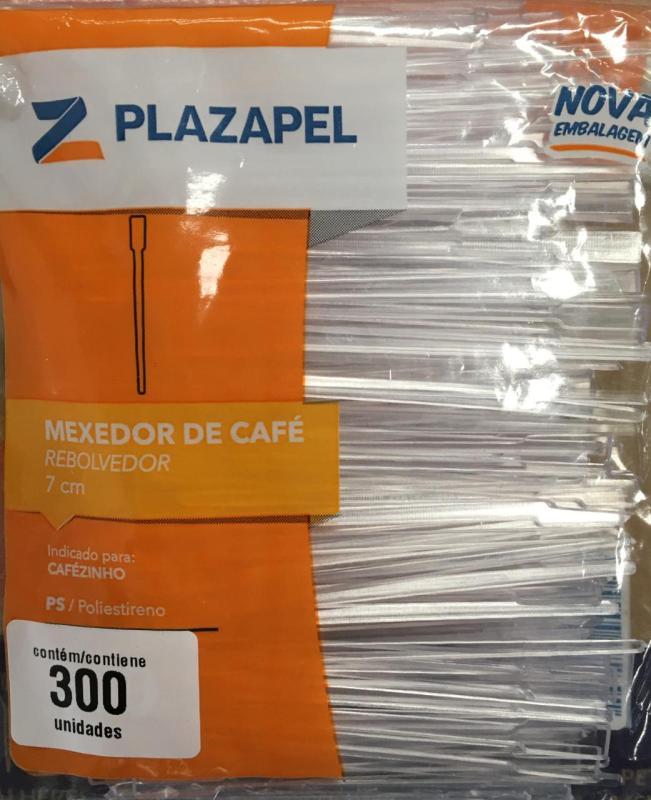 PLAZAPEL
NOVA
EMBALAGEM
MEXEDOR DE CAFÉ
REBOLVEDOR
7 cm
Indicado para:
CAFÉZINHO
PS / Poliestireno
contém/contiene
300
unidades